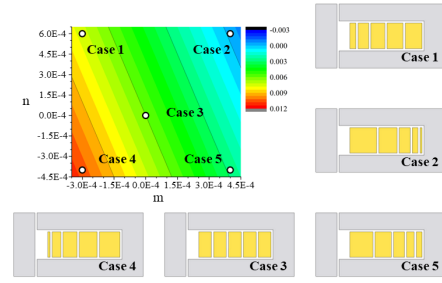 6.0E-4
4.5E-4
3.0E-4
1.5E-4
0.0E-4
-1.5E-4
-3.0E-4
-4.5E-4
n
-3.0E-4 -1.5E-4 0.0E-4 1.5E-4 3.0E-4 4.5E-4
m
Case 1
Case 2
Case 3
Case 4
Case 5
-0.003
0.000
0.003
0.006
0.009
0.012
Case 1
Case 2
Case 4
Case 3
Case 5